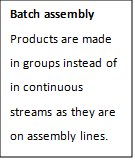 Batch assembly
Products are made
in groups instead of
in continuous
streams as they are
on assembly lines.